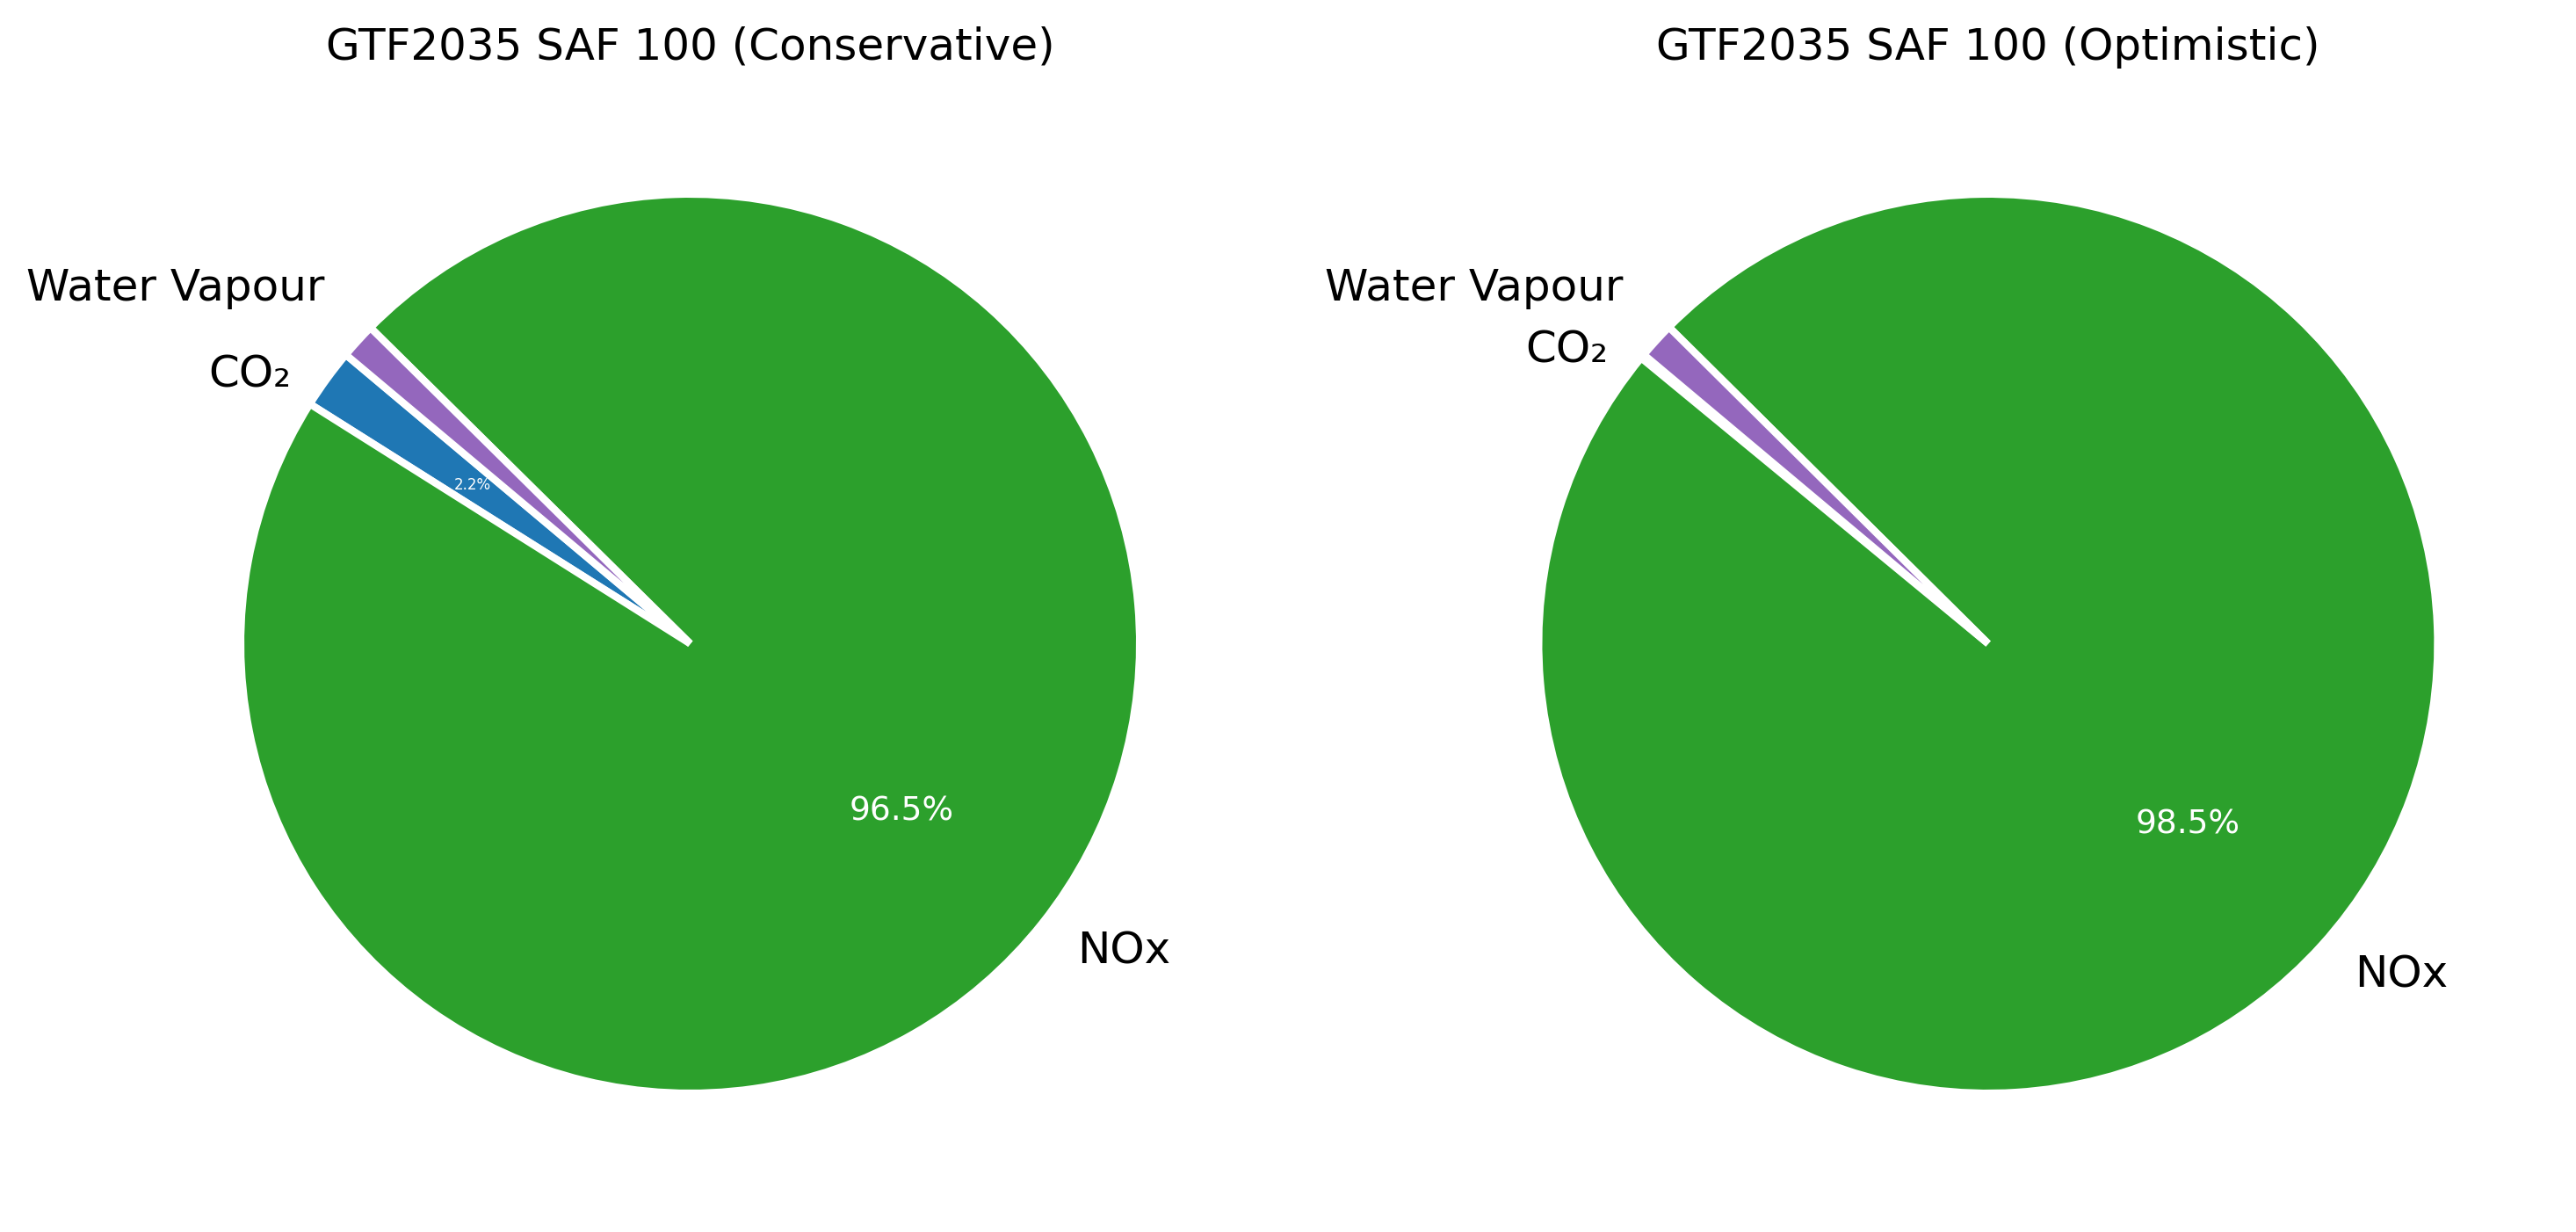 GTF2035 SAF 100 (Conservative)
Water Vapour
CO₂
2.2%
96.5%
NOx
GTF2035 SAF 100 (Optimistic)
Water Vapour
CO₂
98.5%
NOx